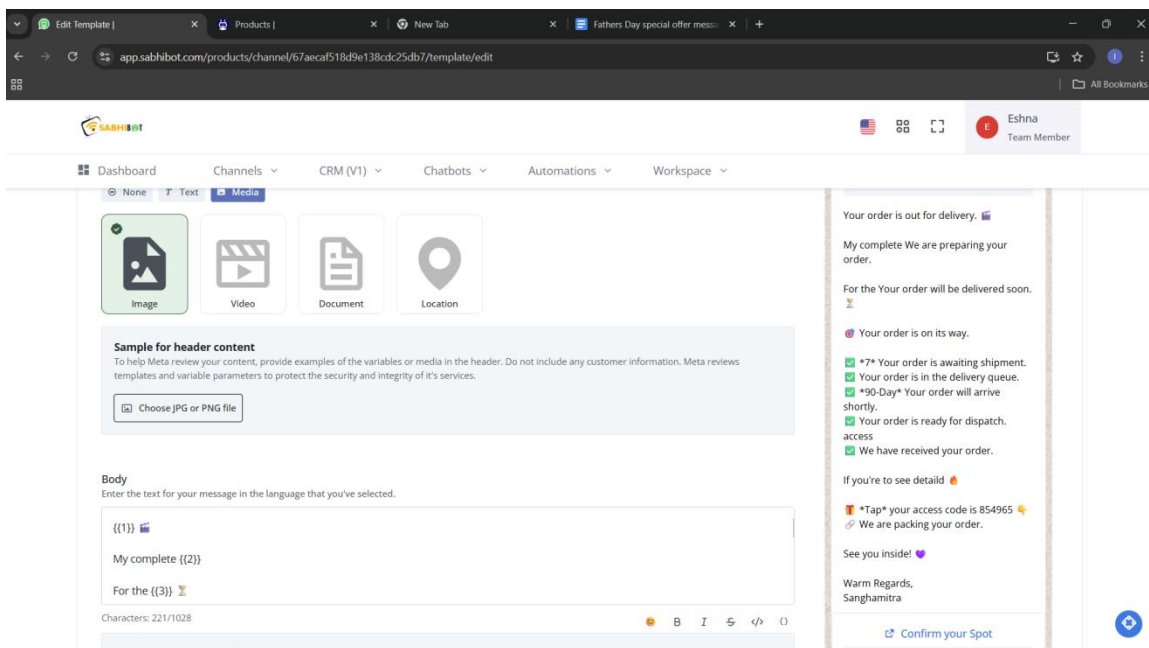 Edit Template |
Products |
New Tab
Fathers Day special offer messa
app.sabhibot.com/products/channel/67aecaf518d9e138cdc25db7/template/edit
All Bookmarks
SABHIBOT
E
Eshna
Team Member
Dashboard
Channels
CRM (V1)
Chatbots
Automations
Workspace
None
T Text
Media
Image
Video
Document
Location
Sample for header content
To help Meta review your content, provide examples of the variables or media in the header. Do not include any customer information. Meta reviews
templates and variable parameters to protect the security and integrity of it's services.
Choose JPG or PNG file
Body
Enter the text for your message in the language that you've selected.
{{1}} 🎬
My complete {{2}}
For the {{3}} ⏳
Characters: 221/1028
B I S </> {}
Your order is out for delivery. 🎬
My complete We are preparing your
order.
For the Your order will be delivered soon.
⏳
🎯 Your order is on its way.
✅ *7* Your order is awaiting shipment.
✅ Your order is in the delivery queue.
✅ *90-Day* Your order will arrive
shortly.
✅ Your order is ready for dispatch.
access
✅ We have received your order.
If you're to see detaild 🔥
🎁 *Tap* your access code is 854965 👇
🔗 We are packing your order.
See you inside! 💜
Warm Regards,
Sanghamitra
Confirm your Spot